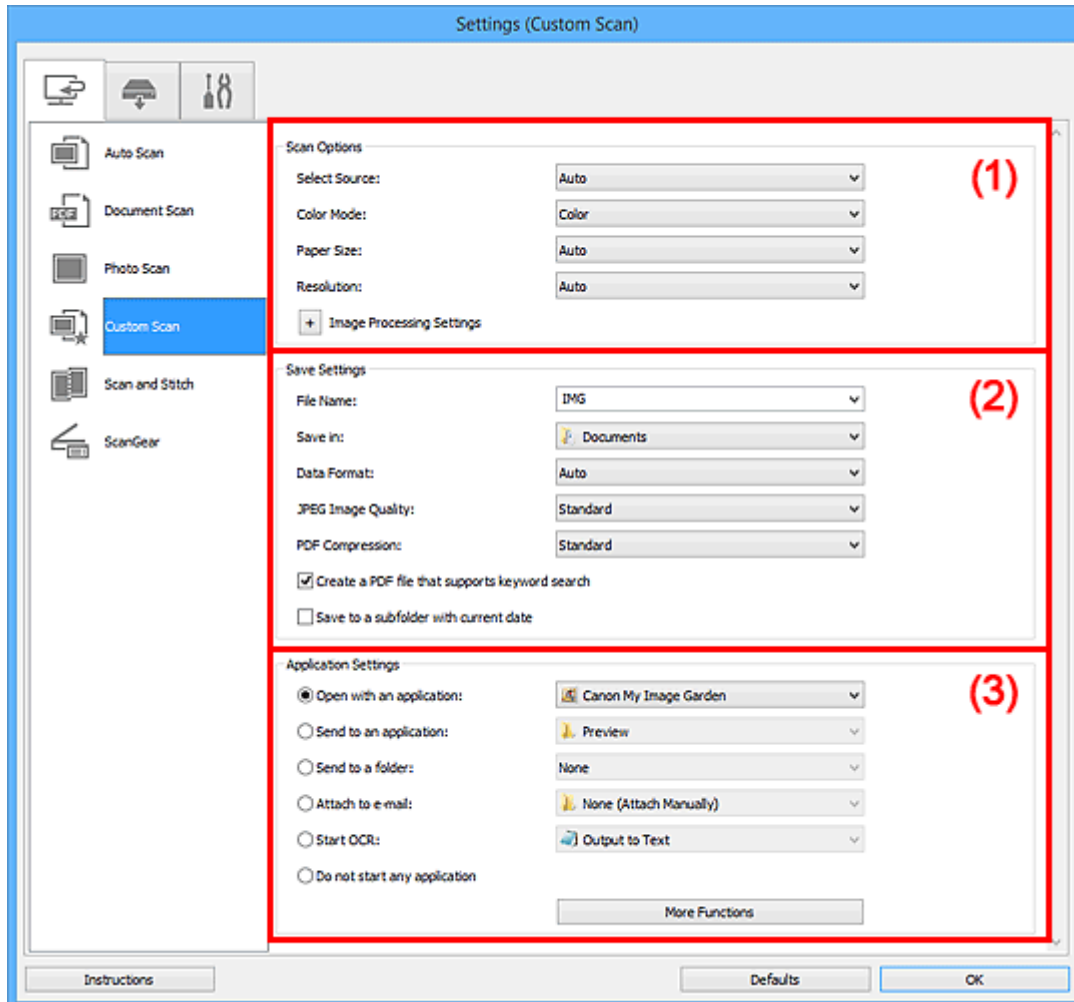 Settings (Custom Scan)
Auto Scan
PDF
Document Scan
Photo Scan
Custom Scan
Scan and Stitch
ScanGear
(1)
Scan Options
Select Source: Auto
Color Mode: Color
Paper Size: Auto
Resolution: Auto
+ Image Processing Settings
(2)
Save Settings
File Name: IMG
Save in: Documents
Data Format: Auto
JPEG Image Quality: Standard
PDF Compression: Standard
Create a PDF file that supports keyword search
Save to a subfolder with current date
(3)
Application Settings
Open with an application: Canon My Image Garden
Send to an application: Preview
Send to a folder: None
Attach to e-mail: None (Attach Manually)
Start OCR: Output to Text
Do not start any application
More Functions
Instructions
Defaults
OK